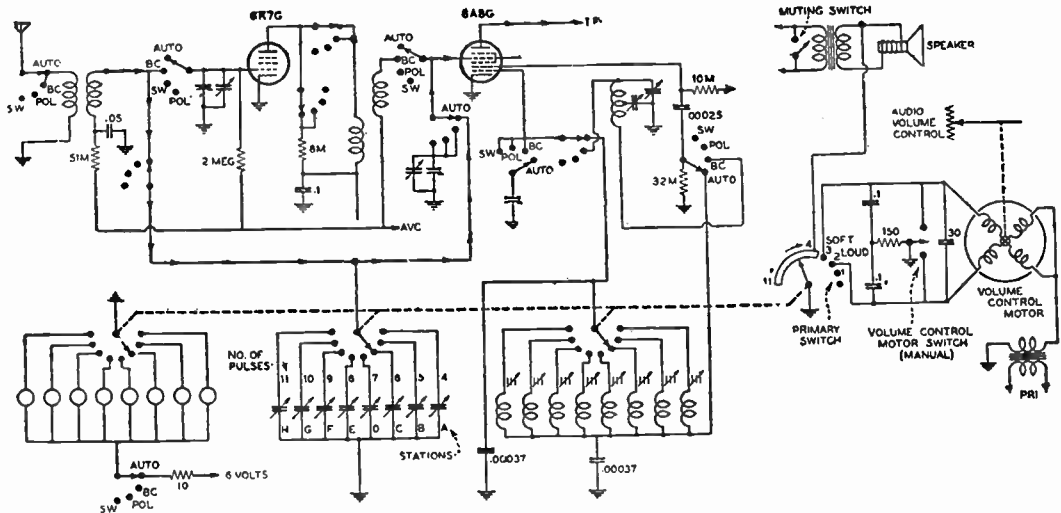 6K7G
6A8G
I.F.
MUTING SWITCH
SPEAKER
AUTO
BC
POL
SW
AUTO
BC
SW
POL
AUTO
BC
POL
SW
.05
51M
2 MEG
8M
.1
AVC
AUTO
SW
POL
BC
AUTO
10M
.00025
SW
POL
BC
AUTO
32M
AUDIO
VOLUME
CONTROL
4
3
SOFT
2
LOUD
1
11
.1
150
.1
30
VOLUME
CONTROL
MOTOR
PRIMARY
SWITCH
VOLUME CONTROL
MOTOR SWITCH
(MANUAL)
PRI
NO. OF
PULSES
11
10
9
8
7
6
5
4
H
G
F
E
D
C
B
A
STATIONS
.00037
.00037
AUTO
BC
POL
SW
10
6 VOLTS